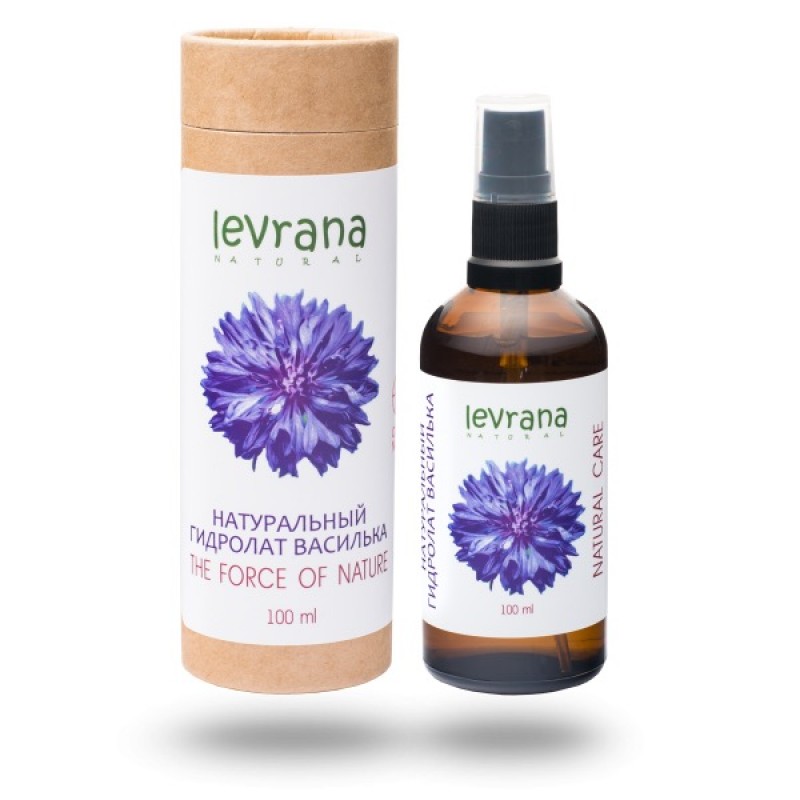 levrana
NATURAL
НАТУРАЛЬНЫЙ
ГИДРОЛАТ ВАСИЛЬКА
THE FORCE OF NATURE
100 ml
levrana
NATURAL
НАТУРАЛЬНЫЙ
ГИДРОЛАТ ВАСИЛЬКА
NATURAL CARE
100 ml